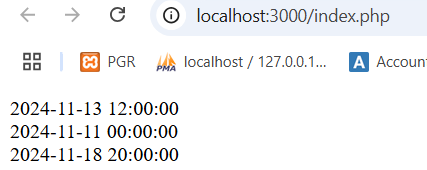 localhost:3000/index.php
PGR
localhost / 127.0.0.1...
Account
2024-11-13 12:00:00
2024-11-11 00:00:00
2024-11-18 20:00:00